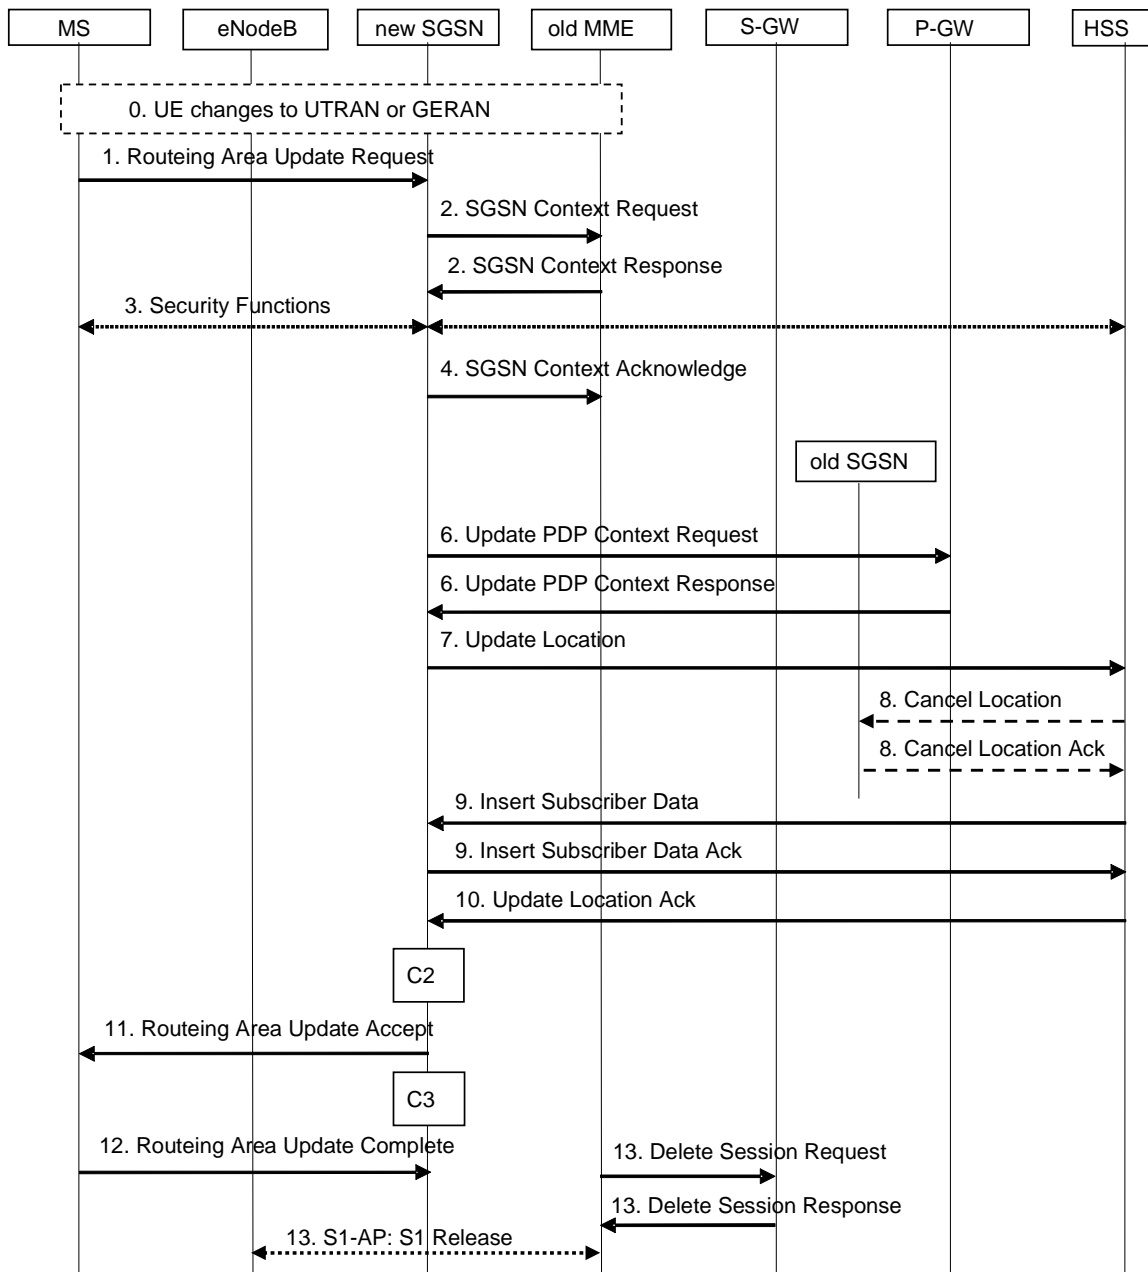 MS
eNodeB
new SGSN
old MME
S-GW
P-GW
HSS
0. UE changes to UTRAN or GERAN
1. Routeing Area Update Request
2. SGSN Context Request
2. SGSN Context Response
3. Security Functions
4. SGSN Context Acknowledge
old SGSN
6. Update PDP Context Request
6. Update PDP Context Response
7. Update Location
8. Cancel Location
8. Cancel Location Ack
9. Insert Subscriber Data
9. Insert Subscriber Data Ack
10. Update Location Ack
C2
11. Routeing Area Update Accept
C3
12. Routeing Area Update Complete
13. Delete Session Request
13. Delete Session Response
13. S1-AP: S1 Release